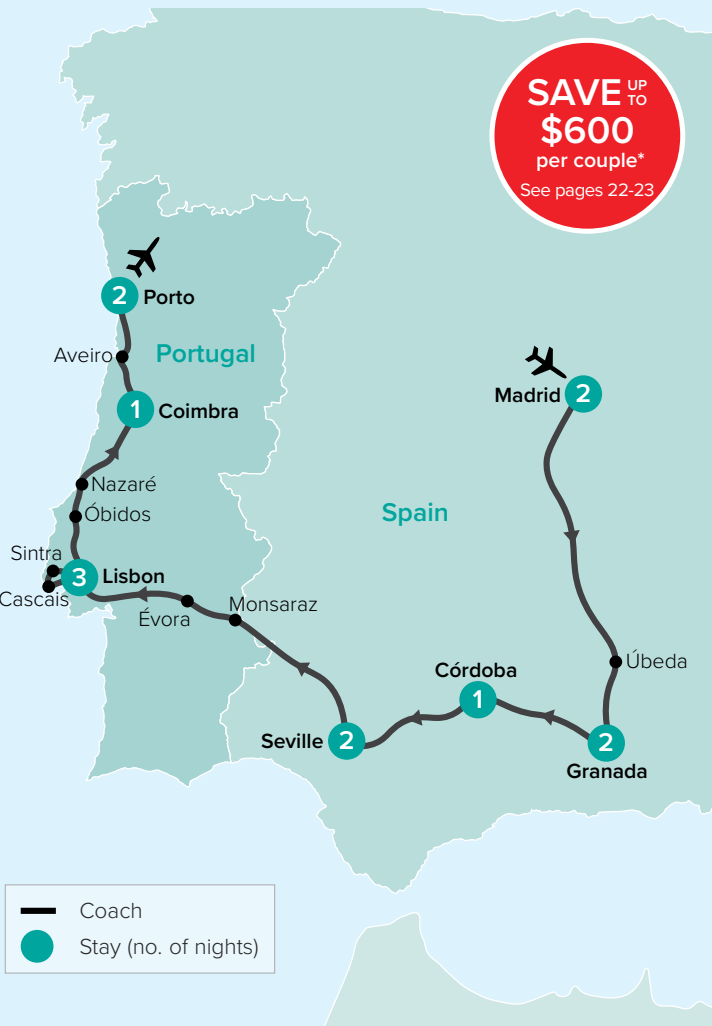 SAVE UP TO
$600
per couple*
See pages 22-23
2 Porto
Aveiro
Portugal
Madrid 2
1 Coimbra
Nazaré
Óbidos
Spain
Sintra
3 Lisbon
Cascais
Évora
Monsaraz
Úbeda
Córdoba
1
Seville 2
2
Granada
Coach
Stay (no. of nights)